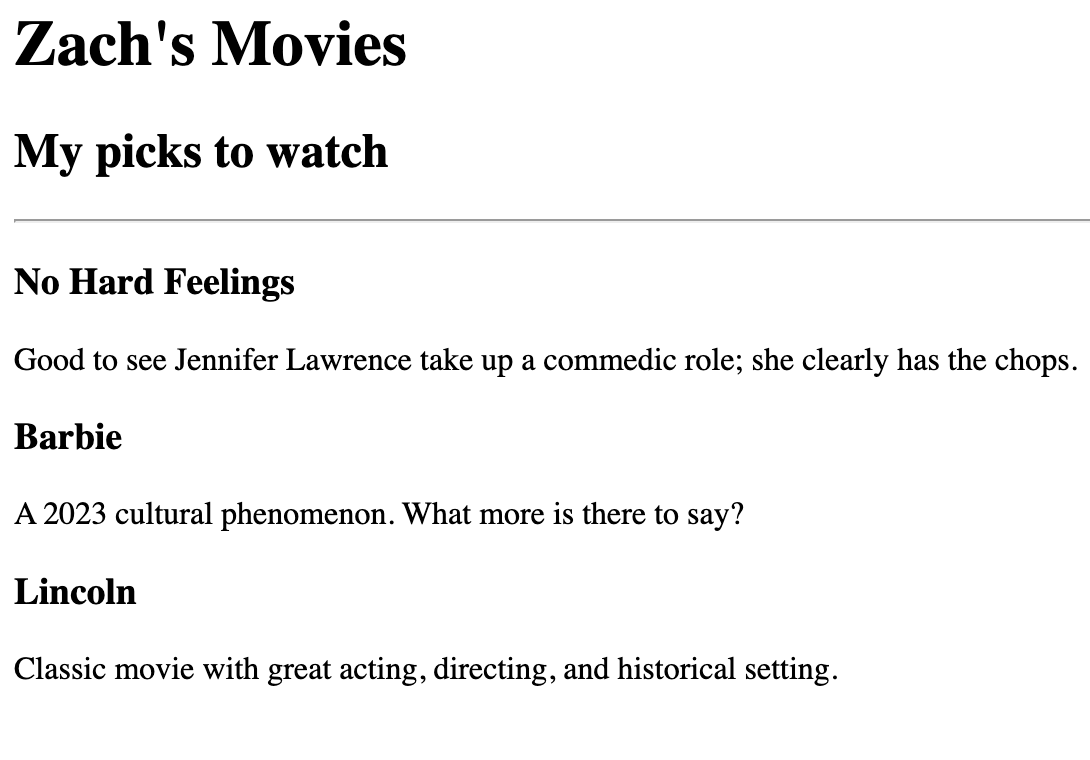 Zach's Movies
My picks to watch
No Hard Feelings
Good to see Jennifer Lawrence take up a commedic role; she clearly has the chops.
Barbie
A 2023 cultural phenomenon. What more is there to say?
Lincoln
Classic movie with great acting, directing, and historical setting.